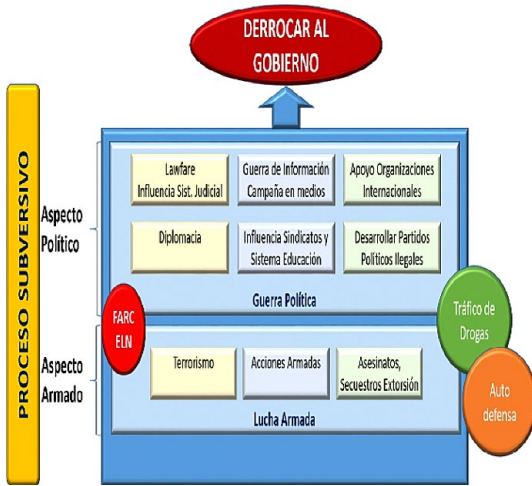 DERROCAR AL
GOBIERNO
PROCESO SUBVERSIVO
Aspecto
Político
Lawfare
Influencia Sist. Judicial
Guerra de Información
Campaña en medios
Apoyo Organizaciones
Internacionales
Diplomacia
Influencia Sindicatos y
Sistema Educación
Desarrollar Partidos
Políticos Ilegales
Guerra Política
FARC
ELN
Tráfico de
Drogas
Aspecto
Armado
Terrorismo
Acciones Armadas
Asesinatos,
Secuestros Extorsión
Auto
defensa
Lucha Armada